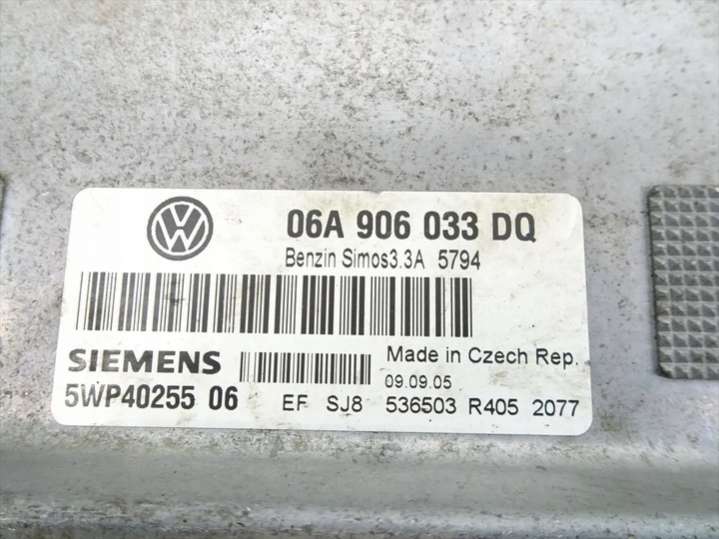 06A 906 033 DQ
Benzin Simos3.3A 5794
SIEMENS
Made in Czech Rep.
09.09.05
5WP40255 06
EF SJ8 536503 R405 2077